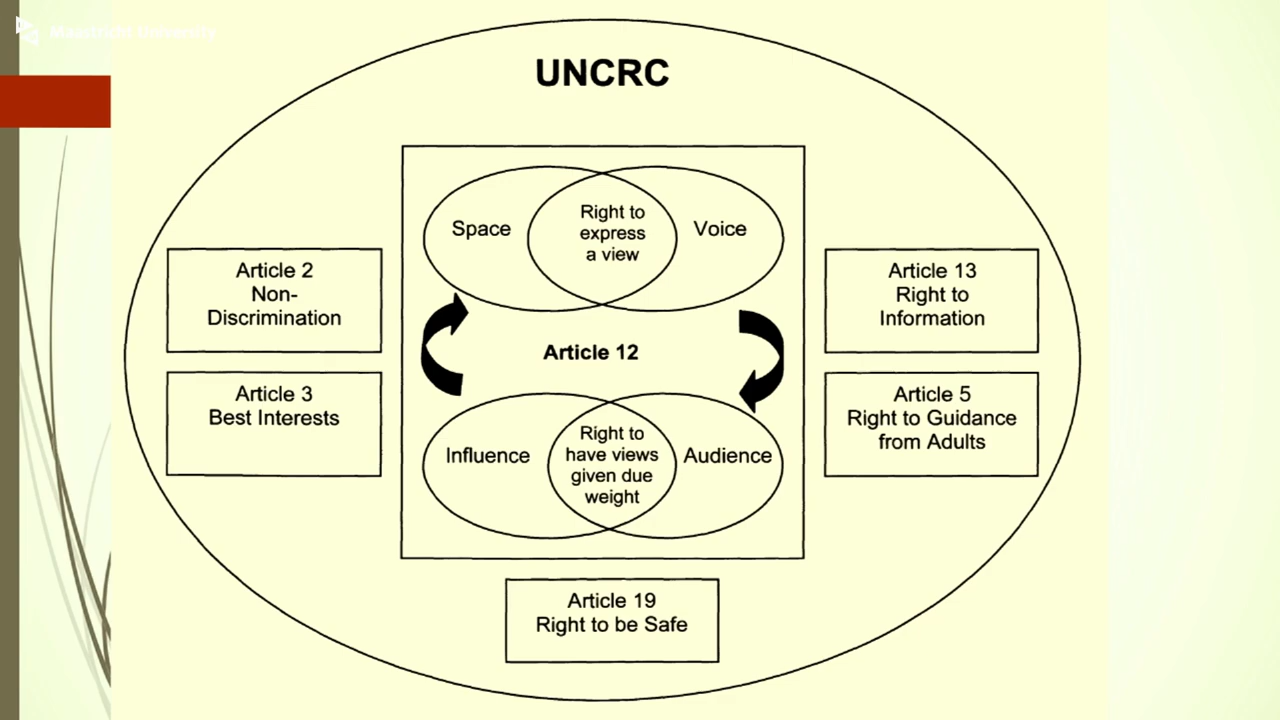 Maastricht University
UNCRC
Space
Right to
express
a view
Voice
Article 2
Non-
Discrimination
Article 3
Best Interests
Article 12
Influence
Right to
have views
given due
weight
Audience
Article 13
Right to
Information
Article 5
Right to Guidance
from Adults
Article 19
Right to be Safe